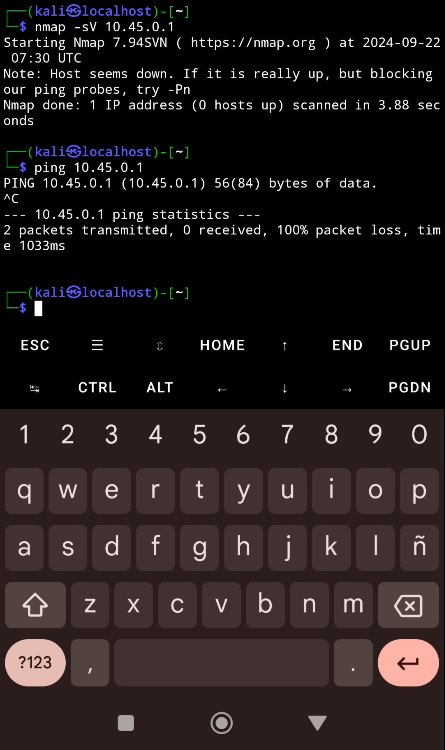 ┌──(kali㉿localhost)-[~]
└─$ nmap -sV 10.45.0.1
Starting Nmap 7.94SVN ( https://nmap.org ) at 2024-09-22
 07:30 UTC
Note: Host seems down. If it is really up, but blocking
our ping probes, try -Pn
Nmap done: 1 IP address (0 hosts up) scanned in 3.88 sec
onds
┌──(kali㉿localhost)-[~]
└─$ ping 10.45.0.1
PING 10.45.0.1 (10.45.0.1) 56(84) bytes of data.
^C
--- 10.45.0.1 ping statistics ---
2 packets transmitted, 0 received, 100% packet loss, tim
e 1033ms
┌──(kali㉿localhost)-[~]
└─$
ESC ☰ ⇳ HOME ↑ END PGUP
↹ CTRL ALT ← ↓ → PGDN
1 2 3 4 5 6 7 8 9 0
q w e r t y u i o p
a s d f g h j k l ñ
z x c v b n m
?123 , .